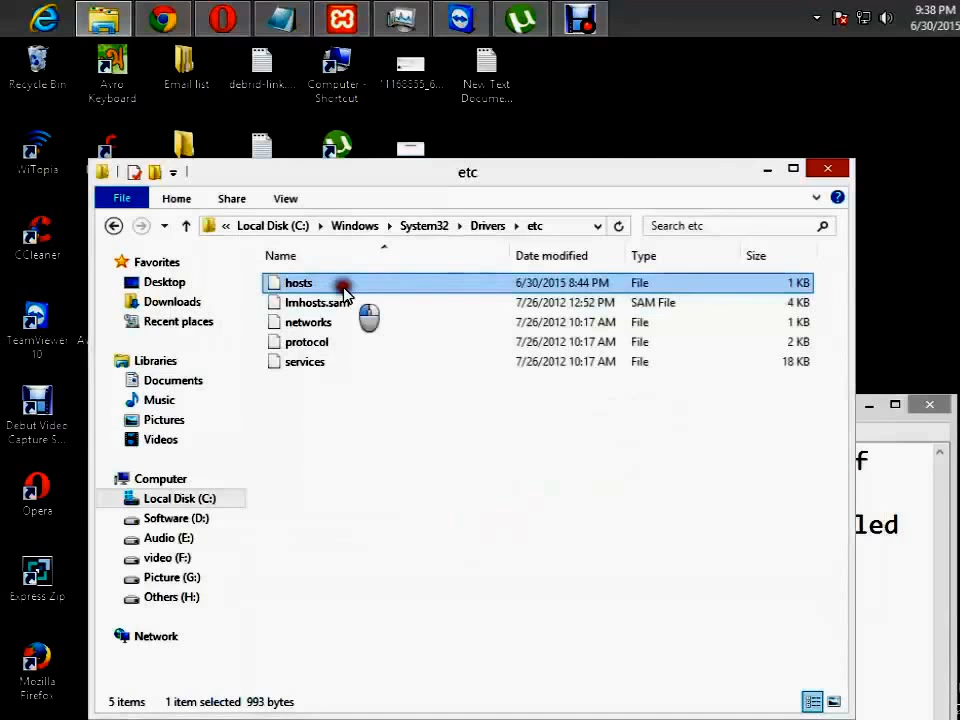 9:38 PM
6/30/2015
Recycle Bin
Avro
Keyboard
Email list
debrid-link....
Computer -
Shortcut
11168855_6...
New Text
Docume...
WiTopia
CCleaner
TeamViewer
10
Debut Video
Capture S...
Opera
Express Zip
Mozilla
Firefox
etc
File Home Share View
« Local Disk (C:) Windows System32 Drivers etc
Search etc
Name Date modified Type Size
hosts 6/30/2015 8:44 PM File 1 KB
lmhosts.sam 7/26/2012 12:52 PM SAM File 4 KB
networks 7/26/2012 10:17 AM File 1 KB
protocol 7/26/2012 10:17 AM File 2 KB
services 7/26/2012 10:17 AM File 18 KB
Favorites
Desktop
Downloads
Recent places
Libraries
Documents
Music
Pictures
Videos
Computer
Local Disk (C:)
Software (D:)
Audio (E:)
video (F:)
Picture (G:)
Others (H:)
Network
5 items 1 item selected 993 bytes
f
led